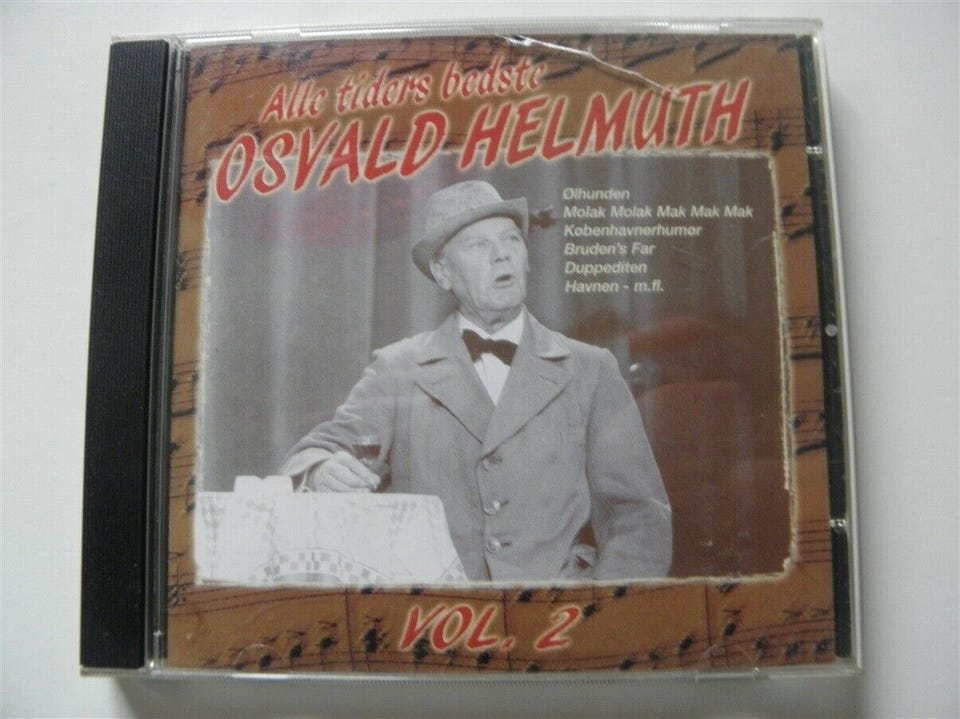 Alle tiders bedste
OSVALD HELMUTH
Ølhunden
Molak Molak Mak Mak Mak
Københavnerhumør
Bruden's Far
Duppediten
Havnen - m.fl.
VOL. 2